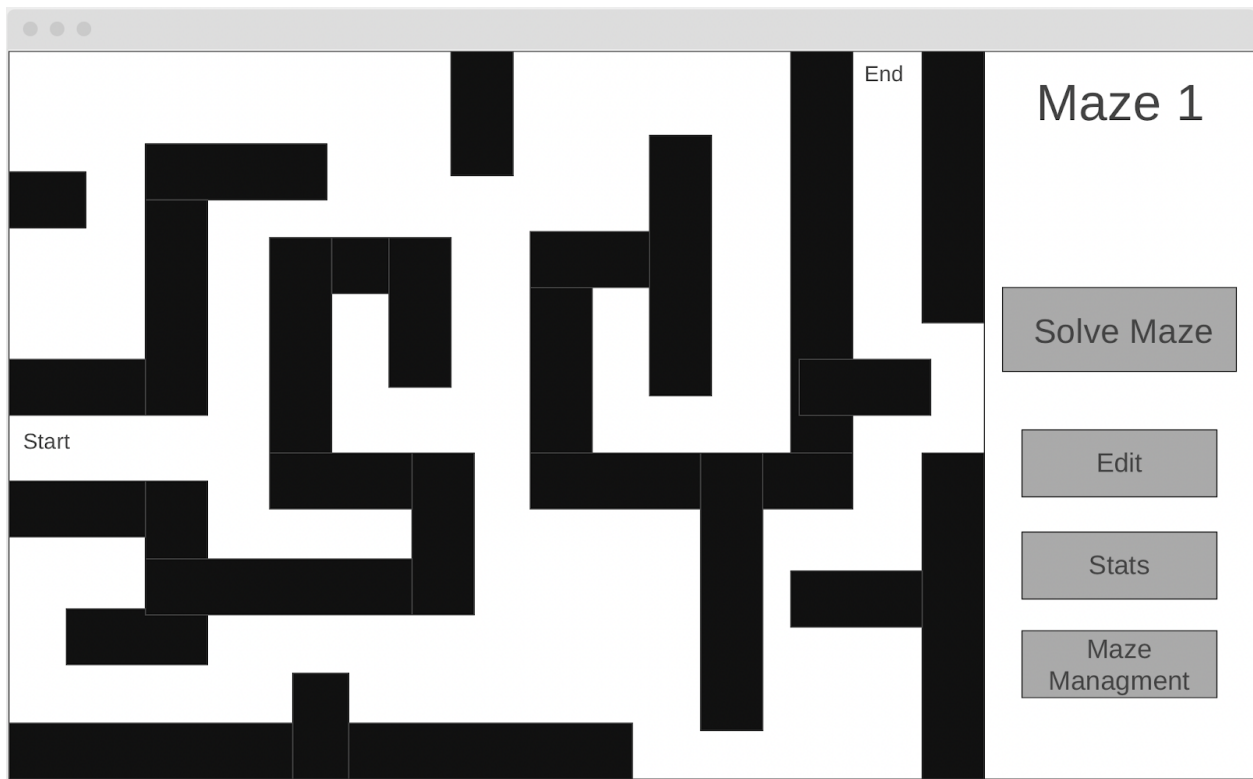 End
Maze 1
Solve Maze
Start
Edit
Stats
Maze
Managment